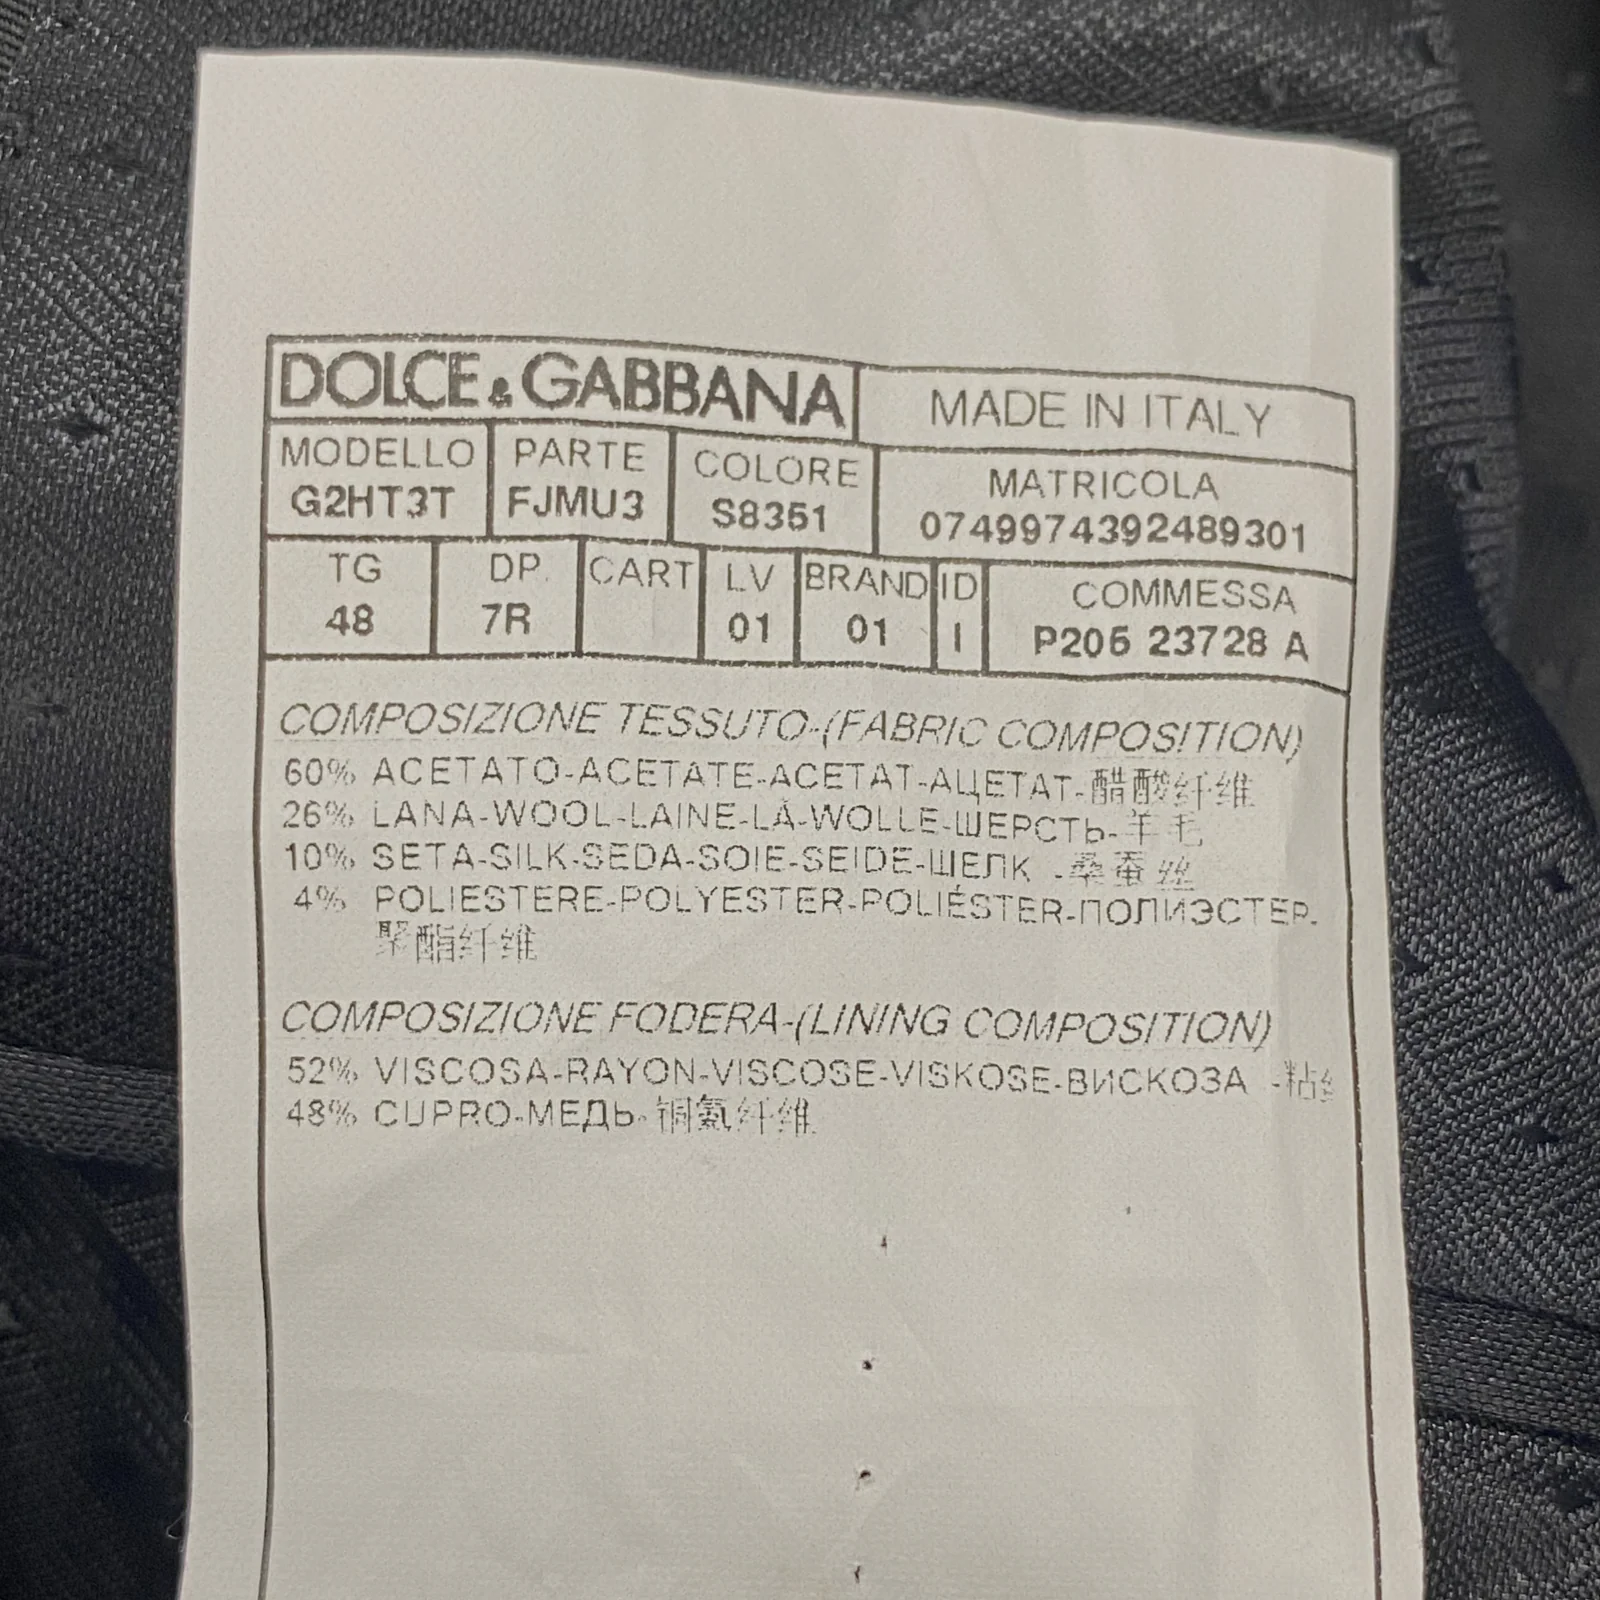 DOLCE & GABBANA MADE IN ITALY
MODELLO PARTE COLORE MATRICOLA
G2HT3T FJMU3 S8351 0749974392489301
TG DP. CART LV BRAND ID COMMESSA
48 7R 01 01 I P206 23728 A
COMPOSIZIONE TESSUTO-(FABRIC COMPOSITION)
60% ACETATO-ACETATE-ACETAT-АЦЕТАТ-醋酸纤维
26% LANA-WOOL-LAINE-LÃ-WOLLE-ШЕРСТЬ-羊毛
10% SETA-SILK-SEDA-SOIE-SEIDE-ШЕЛК -桑蚕丝
4% POLIESTERE-POLYESTER-POLIÉSTER-ПОЛИЭСТЕР-
聚酯纤维
COMPOSIZIONE FODERA-(LINING COMPOSITION)
52% VISCOSA-RAYON-VISCOSE-VISKOSE-ВИСКОЗА -粘
48% CUPRO-МЕДЬ-铜氨纤维